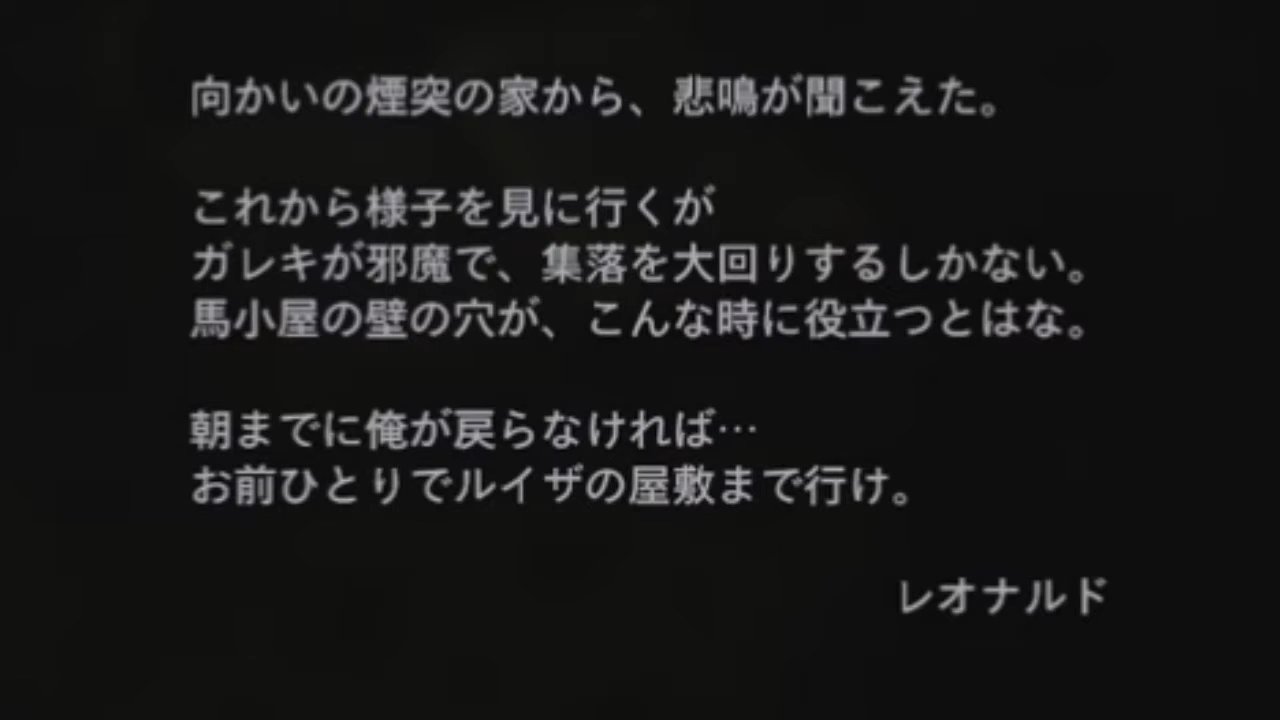 向かいの煙突の家から、悲鳴が聞こえた。
これから様子を見に行くが
ガレキが邪魔で、集落を大回りするしかない。
馬小屋の壁の穴が、こんな時に役立つとはな。
朝までに俺が戻らなければ…
お前ひとりでルイザの屋敷まで行け。
レオナルド